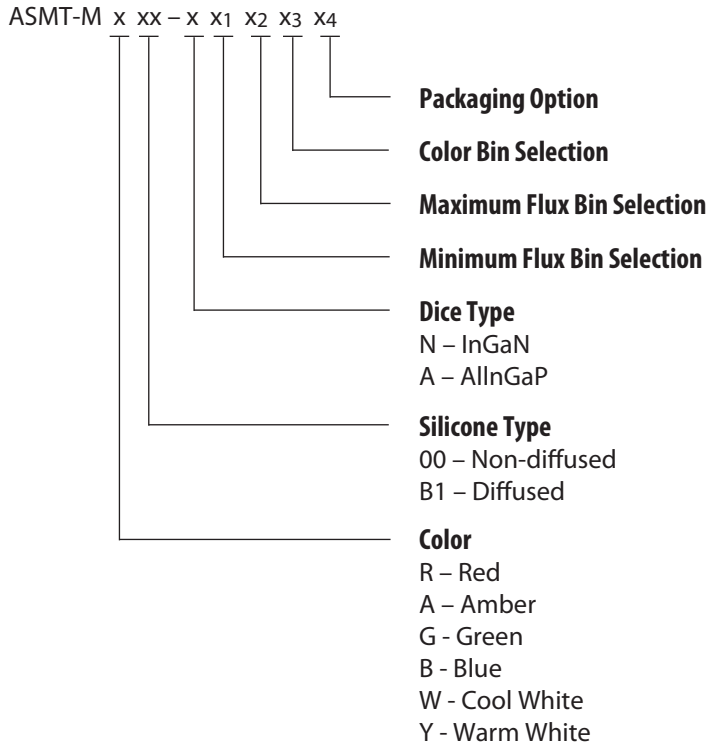 ASMT-M x xx – x x1 x2 x3 x4
Packaging Option
Color Bin Selection
Maximum Flux Bin Selection
Minimum Flux Bin Selection
Dice Type
N – InGaN
A – AllnGaP
Silicone Type
00 – Non-diffused
B1 – Diffused
Color
R – Red
A – Amber
G - Green
B - Blue
W - Cool White
Y - Warm White